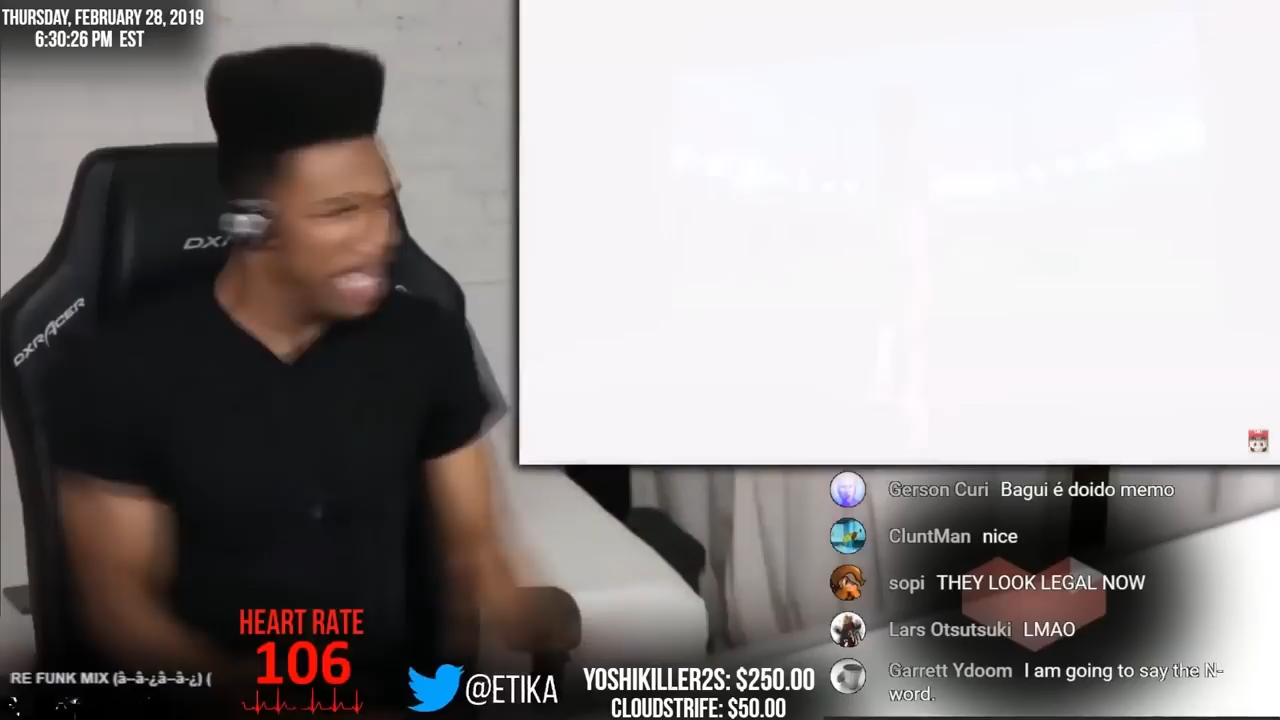 THURSDAY, FEBRUARY 28, 2019
6:30:26 PM EST
DXRACER
Gerson Curi Bagui é doido memo
CluntMan nice
sopi THEY LOOK LEGAL NOW
Lars Otsutsuki LMAO
Garrett Ydoom I am going to say the N-
word.
HEART RATE
106
RE FUNK MIX (â–â-¿â–â-¿) (
@ETIKA
YOSHIKILLER2S: $250.00
CLOUDSTRIFE: $50.00